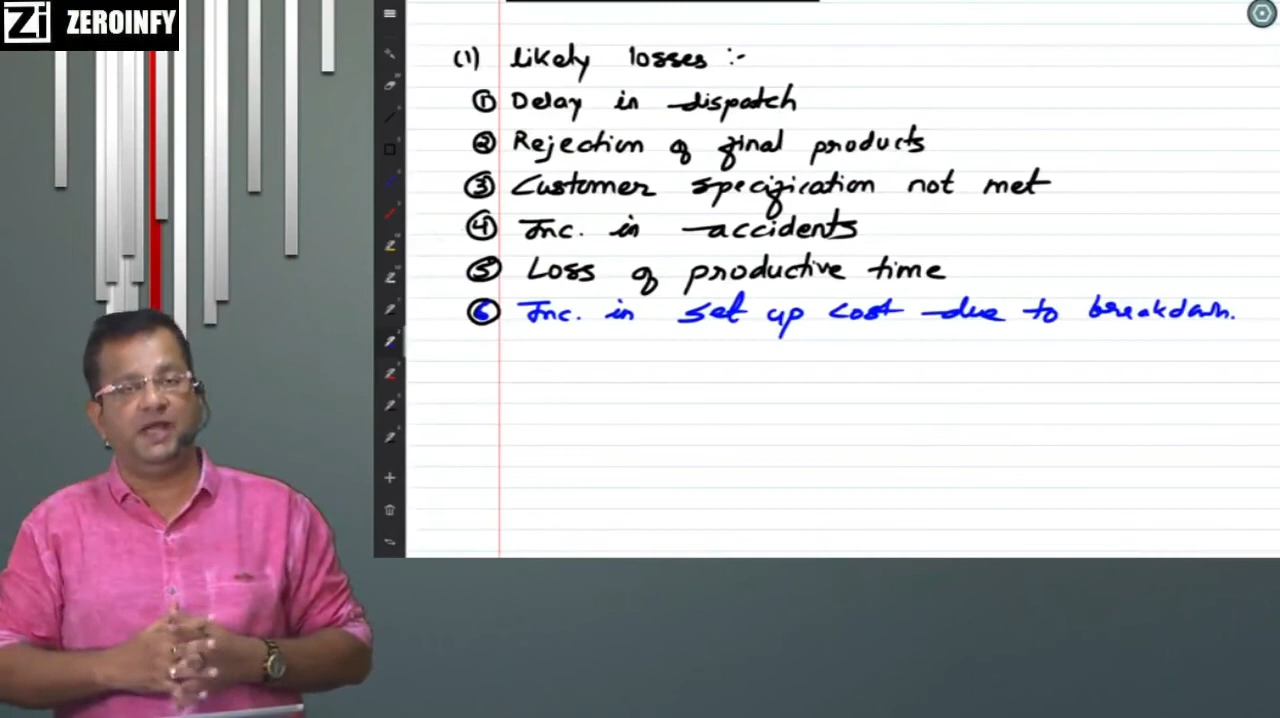 Zi ZEROINFY
(1) likely losses :-
① Delay in dispatch
② Rejection of final products
③ Customer specification not met
④ Inc. in accidents
⑤ Loss of productive time
⑥ Inc. in set up cost due to breakdown.